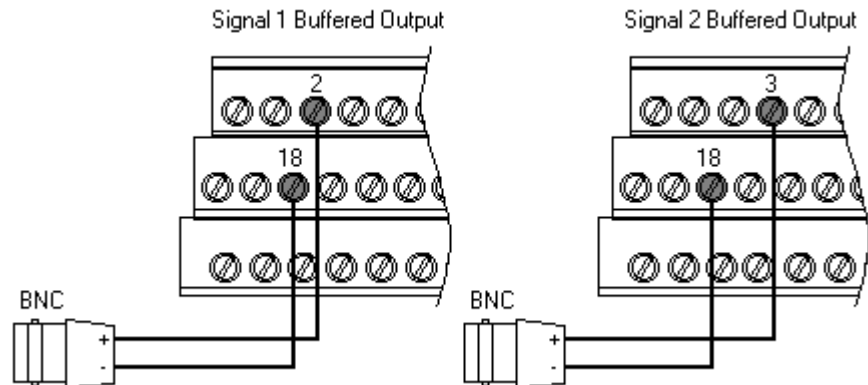 Signal 1 Buffered Output
2
18
BNC
+
-
Signal 2 Buffered Output
3
18
BNC
+
-